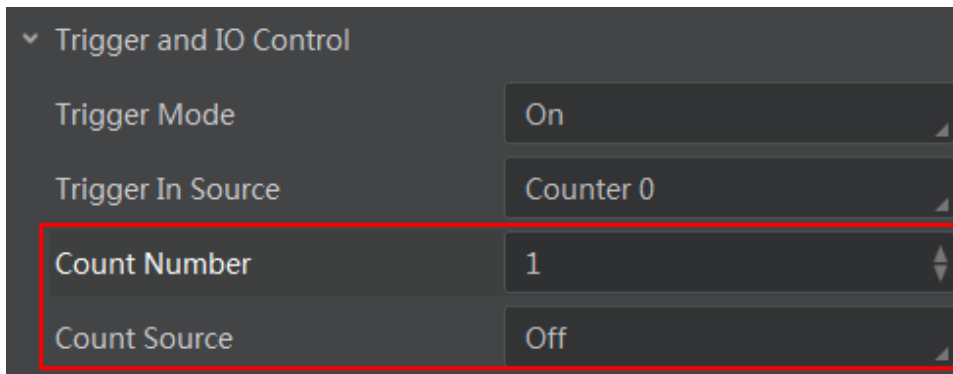 Trigger and IO Control
Trigger Mode On
Trigger In Source Counter 0
Count Number 1
Count Source Off